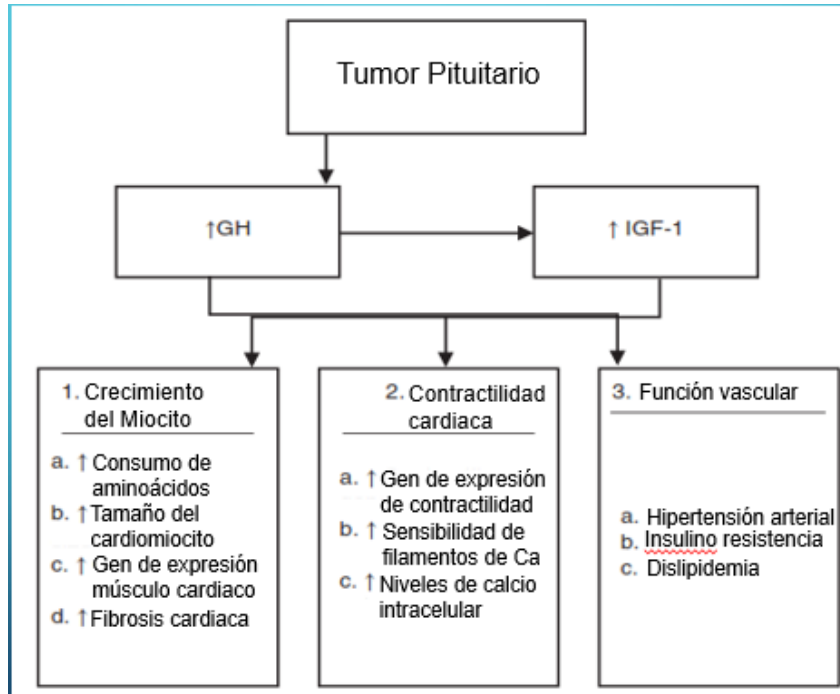 Tumor Pituitario
↑GH
↑ IGF-1
1. Crecimiento
del Miocito
a. ↑ Consumo de
aminoácidos
b. ↑ Tamaño del
cardiomiocito
c. ↑ Gen de expresión
músculo cardiaco
d. ↑ Fibrosis cardiaca
2. Contractilidad
cardiaca
a. ↑ Gen de expresión
de contractilidad
b. ↑ Sensibilidad de
filamentos de Ca
c. ↑ Niveles de calcio
intracelular
3. Función vascular
a. Hipertensión arterial
b. Insulino resistencia
c. Dislipidemia